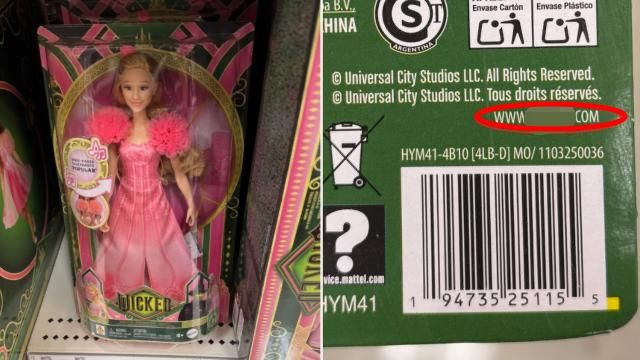 POPULAR
WICKED
WICKED
a B.V.,
CHINA
S
ARGENTINA
Envase Cartón
Envase Plástico
© Universal City Studios LLC. All Rights Reserved.
© Universal City Studios LLC. Tous droits réservés.
WWW COM
HYM41-4B10 [4LB-D] MO/ 1103250036
?
vice.mattel.com
HYM41
1 94735 25115 5